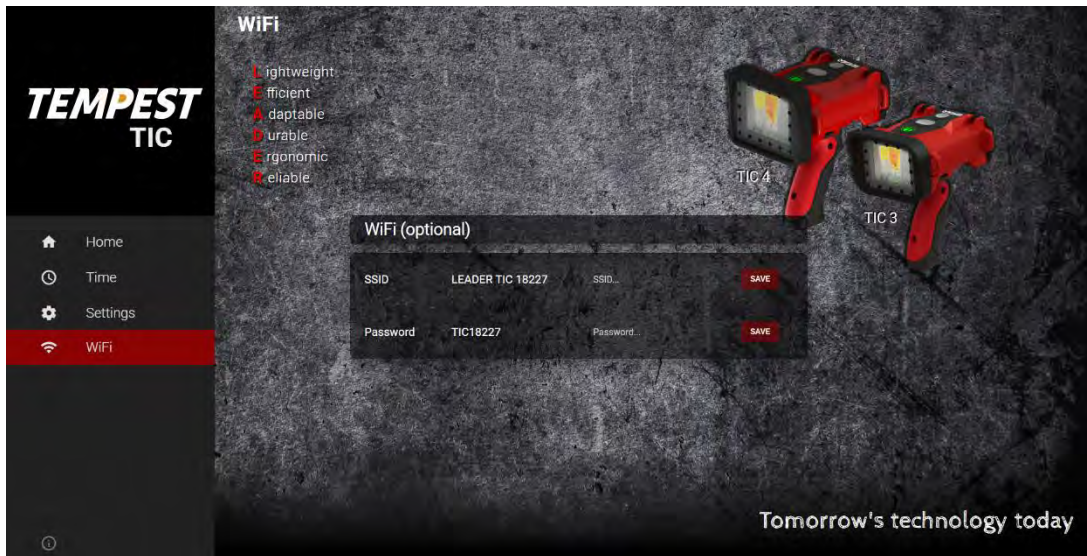 WiFi
Lightweight
Efficient
Adaptable
Durable
Ergonomic
Reliable
TEMPEST
TIC
TIC 4
TIC 3
Home
Time
Settings
WiFi
WiFi (optional)
SSID LEADER TIC 18227 SSID... SAVE
Password TIC18227 Password... SAVE
Tomorrow's technology today